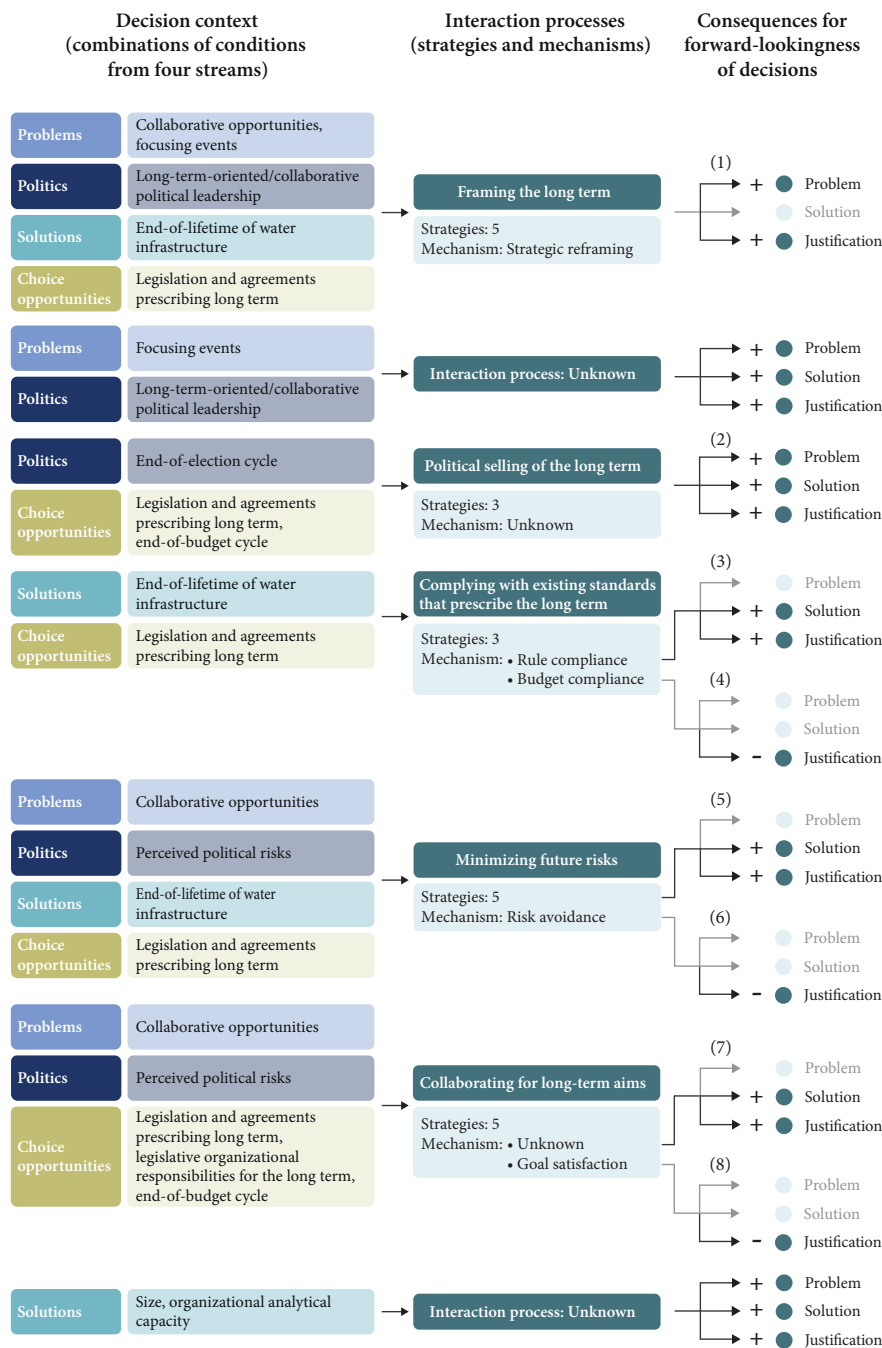 Decision context
(combinations of conditions
from four streams)
Interaction processes
(strategies and mechanisms)
Consequences for
forward-lookingness
of decisions
Problems
Collaborative opportunities,
focusing events
Politics
Long-term-oriented/collaborative
political leadership
Solutions
End-of-lifetime of water
infrastructure
Choice
opportunities
Legislation and agreements
prescribing long term
Framing the long term
Strategies: 5
Mechanism: Strategic reframing
(1)
+ Problem
Solution
+ Justification
Problems
Focusing events
Politics
Long-term-oriented/collaborative
political leadership
Interaction process: Unknown
+ Problem
+ Solution
+ Justification
Politics
End-of-election cycle
Choice
opportunities
Legislation and agreements
prescribing long term,
end-of-budget cycle
Political selling of the long term
Strategies: 3
Mechanism: Unknown
(2)
+ Problem
+ Solution
+ Justification
Solutions
End-of-lifetime of water
infrastructure
Choice
opportunities
Legislation and agreements
prescribing long term
Complying with existing standards
that prescribe the long term
Strategies: 3
Mechanism: • Rule compliance
• Budget compliance
(3)
Problem
+ Solution
+ Justification
(4)
Problem
Solution
- Justification
Problems
Collaborative opportunities
Politics
Perceived political risks
Solutions
End-of-lifetime of water
infrastructure
Choice
opportunities
Legislation and agreements
prescribing long term
Minimizing future risks
Strategies: 5
Mechanism: Risk avoidance
(5)
Problem
+ Solution
+ Justification
(6)
Problem
Solution
- Justification
Problems
Collaborative opportunities
Politics
Perceived political risks
Choice
opportunities
Legislation and agreements
prescribing long term,
legislative organizational
responsibilities for the long term,
end-of-budget cycle
Collaborating for long-term aims
Strategies: 5
Mechanism: • Unknown
• Goal satisfaction
(7)
Problem
+ Solution
+ Justification
(8)
Problem
Solution
- Justification
Solutions
Size, organizational analytical
capacity
Interaction process: Unknown
+ Problem
+ Solution
+ Justification